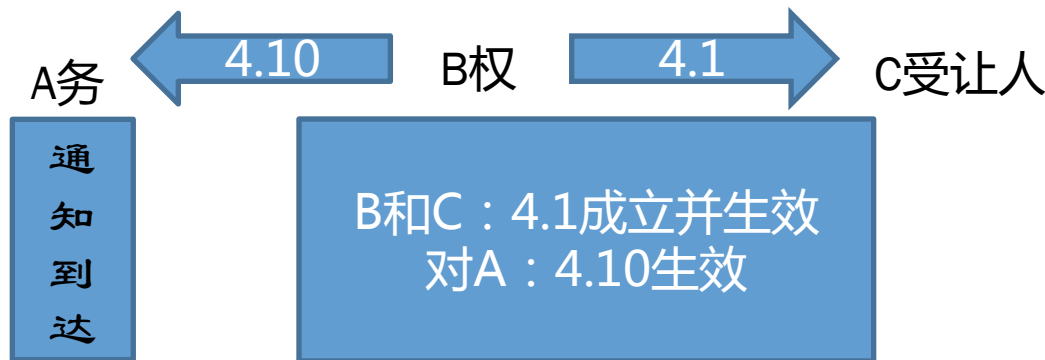 A务
4.10
B权
4.1
C受让人
通
知
到
达
B和C：4.1成立并生效
对A：4.10生效